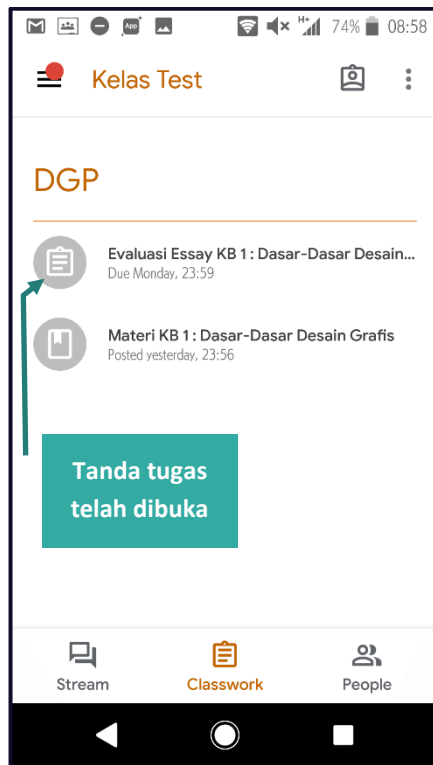 App
H+
74%
08:58
Kelas Test
DGP
Evaluasi Essay KB 1 : Dasar-Dasar Desain...
Due Monday, 23:59
Materi KB 1 : Dasar-Dasar Desain Grafis
Posted yesterday, 23:56
Tanda tugas
telah dibuka
Stream
Classwork
People